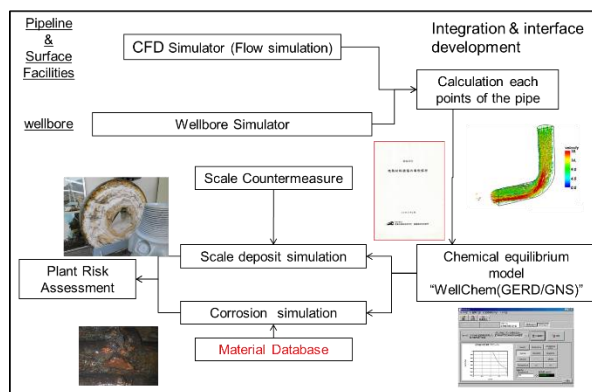 Pipeline
&
Surface
Facilities
Integration & interface
development
CFD Simulator (Flow simulation)
Calculation each
points of the pipe
wellbore
Wellbore Simulator
Scale Countermeasure
Scale deposit simulation
Plant Risk
Assessment
Chemical equilibrium
model
"WellChem(GERD/GNS)"
Corrosion simulation
Material Database